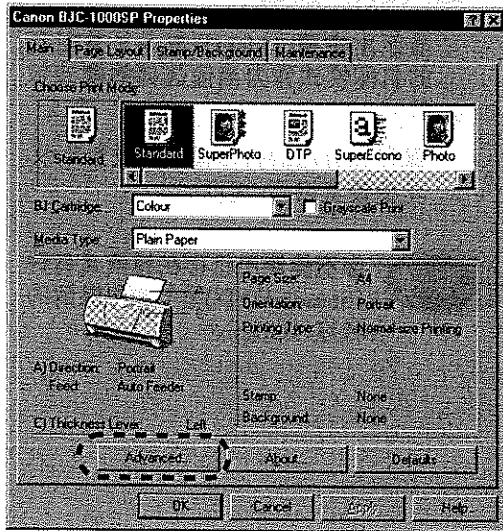 Canon BJC-1000SP Properties
Main Page Layout Stamp/Background Maintenance
Choose Print Mode
Standard
Standard SuperPhoto DTP SuperEcono Photo
BJ Cartridge: Colour Grayscale Print
Media Type: Plain Paper
Page Size: A4
Orientation: Portrait
Printing Type: Normal-size Printing
A) Direction: Portrait
Feed: Auto Feeder
Stamp: None
Background: None
C) Thickness Lever: Left
Advanced About Defaults
OK Cancel Apply Help